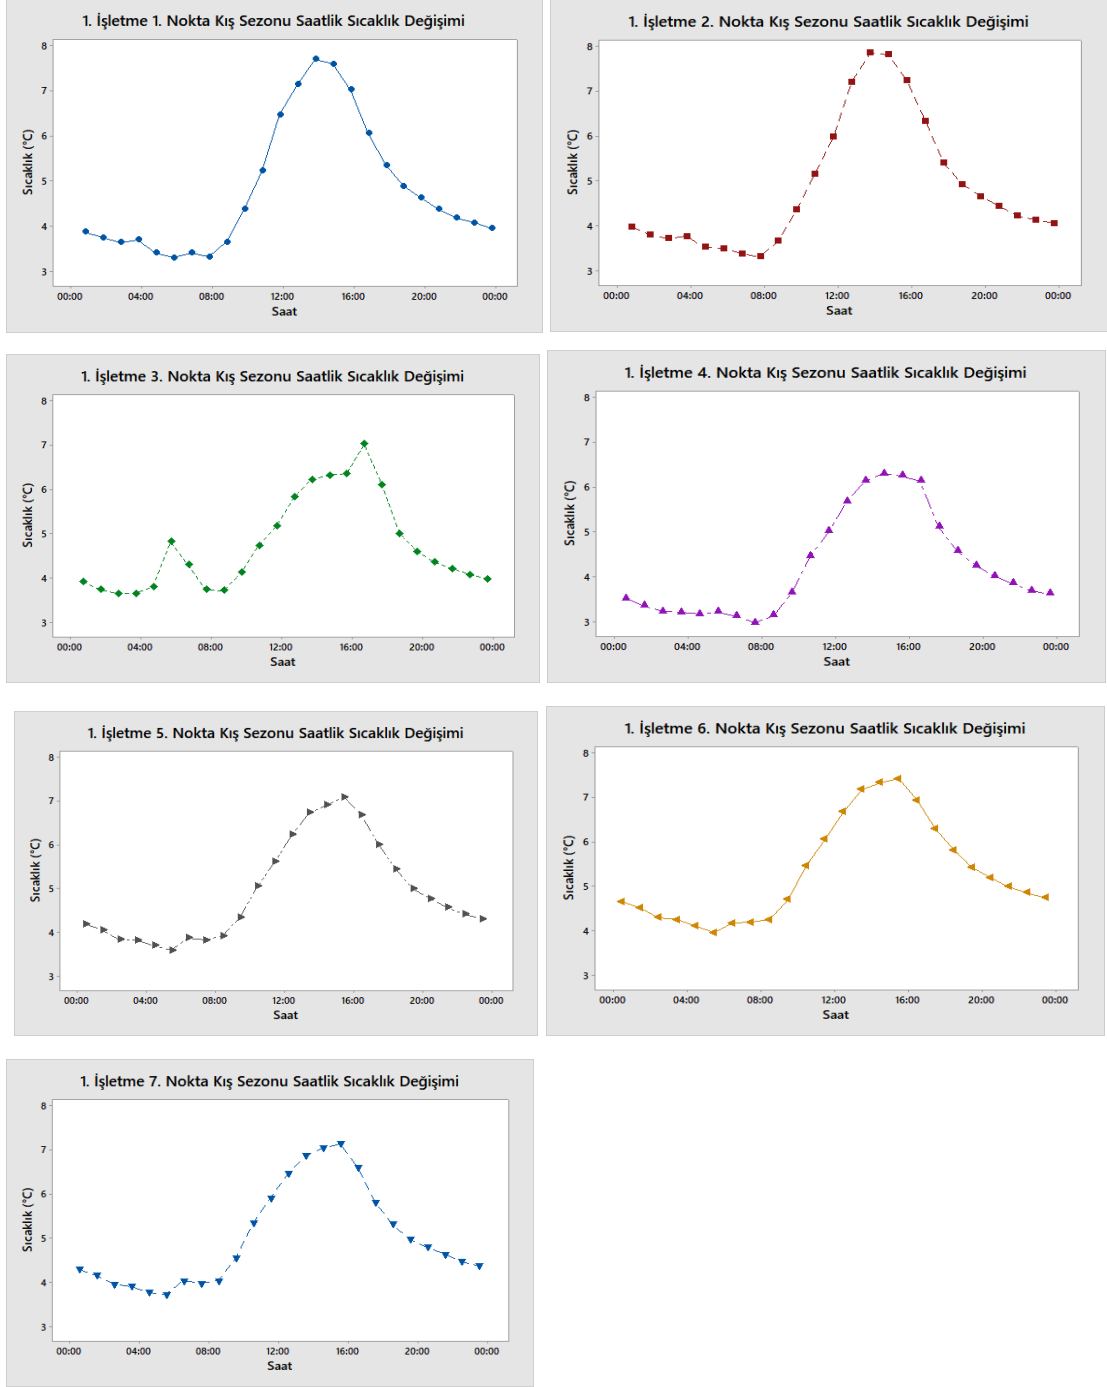 1. İşletme 1. Nokta Kış Sezonu Saatlik Sıcaklık Değişimi
8
7
6
5
4
3
Sıcaklık (°C)
00:00 04:00 08:00 12:00 16:00 20:00 00:00
Saat
1. İşletme 2. Nokta Kış Sezonu Saatlik Sıcaklık Değişimi
8
7
6
5
4
3
Sıcaklık (°C)
00:00 04:00 08:00 12:00 16:00 20:00 00:00
Saat
1. İşletme 3. Nokta Kış Sezonu Saatlik Sıcaklık Değişimi
8
7
6
5
4
3
Sıcaklık (°C)
00:00 04:00 08:00 12:00 16:00 20:00 00:00
Saat
1. İşletme 4. Nokta Kış Sezonu Saatlik Sıcaklık Değişimi
8
7
6
5
4
3
Sıcaklık (°C)
00:00 04:00 08:00 12:00 16:00 20:00 00:00
Saat
1. İşletme 5. Nokta Kış Sezonu Saatlik Sıcaklık Değişimi
8
7
6
5
4
3
Sıcaklık (°C)
00:00 04:00 08:00 12:00 16:00 20:00 00:00
Saat
1. İşletme 6. Nokta Kış Sezonu Saatlik Sıcaklık Değişimi
8
7
6
5
4
3
Sıcaklık (°C)
00:00 04:00 08:00 12:00 16:00 20:00 00:00
Saat
1. İşletme 7. Nokta Kış Sezonu Saatlik Sıcaklık Değişimi
8
7
6
5
4
3
Sıcaklık (°C)
00:00 04:00 08:00 12:00 16:00 20:00 00:00
Saat